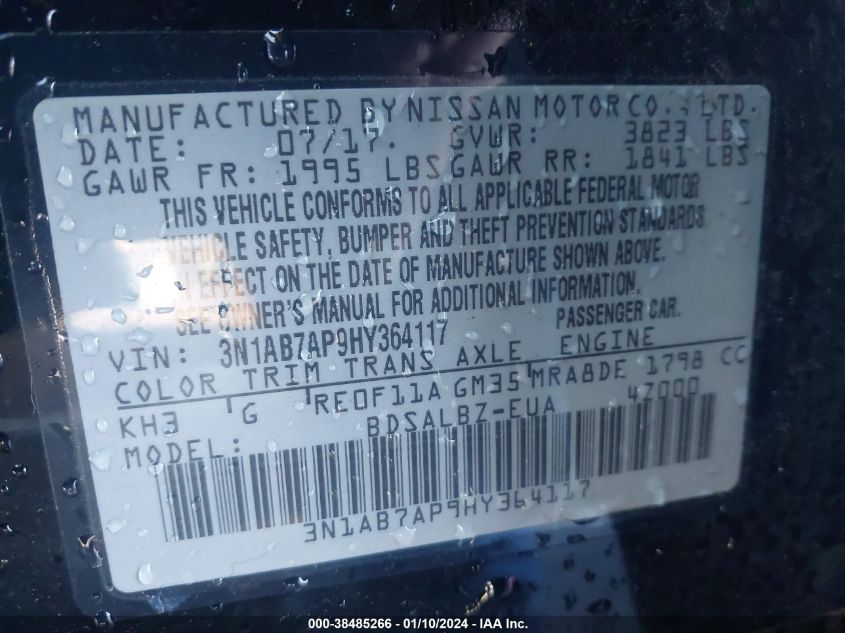 MANUFACTURED BY NISSAN MOTOR CO., LTD.
DATE: 07/17. GVWR: 3823 LBS
GAWR FR: 1995 LBS GAWR RR: 1841 LBS
THIS VEHICLE CONFORMS TO ALL APPLICABLE FEDERAL MOTOR
VEHICLE SAFETY, BUMPER AND THEFT PREVENTION STANDARDS
IN EFFECT ON THE DATE OF MANUFACTURE SHOWN ABOVE.
SEE OWNER'S MANUAL FOR ADDITIONAL INFORMATION.
VIN: 3N1AB7AP9HY364117 PASSENGER CAR.
COLOR TRIM TRANS AXLE ENGINE
KH3 G RE0F11A GM35 MRA8DE 1798 CC
MODEL: BDSALBZ-EUA 4Z000
3N1AB7AP9HY364117
000-38485266 - 01/10/2024 - IAA Inc.